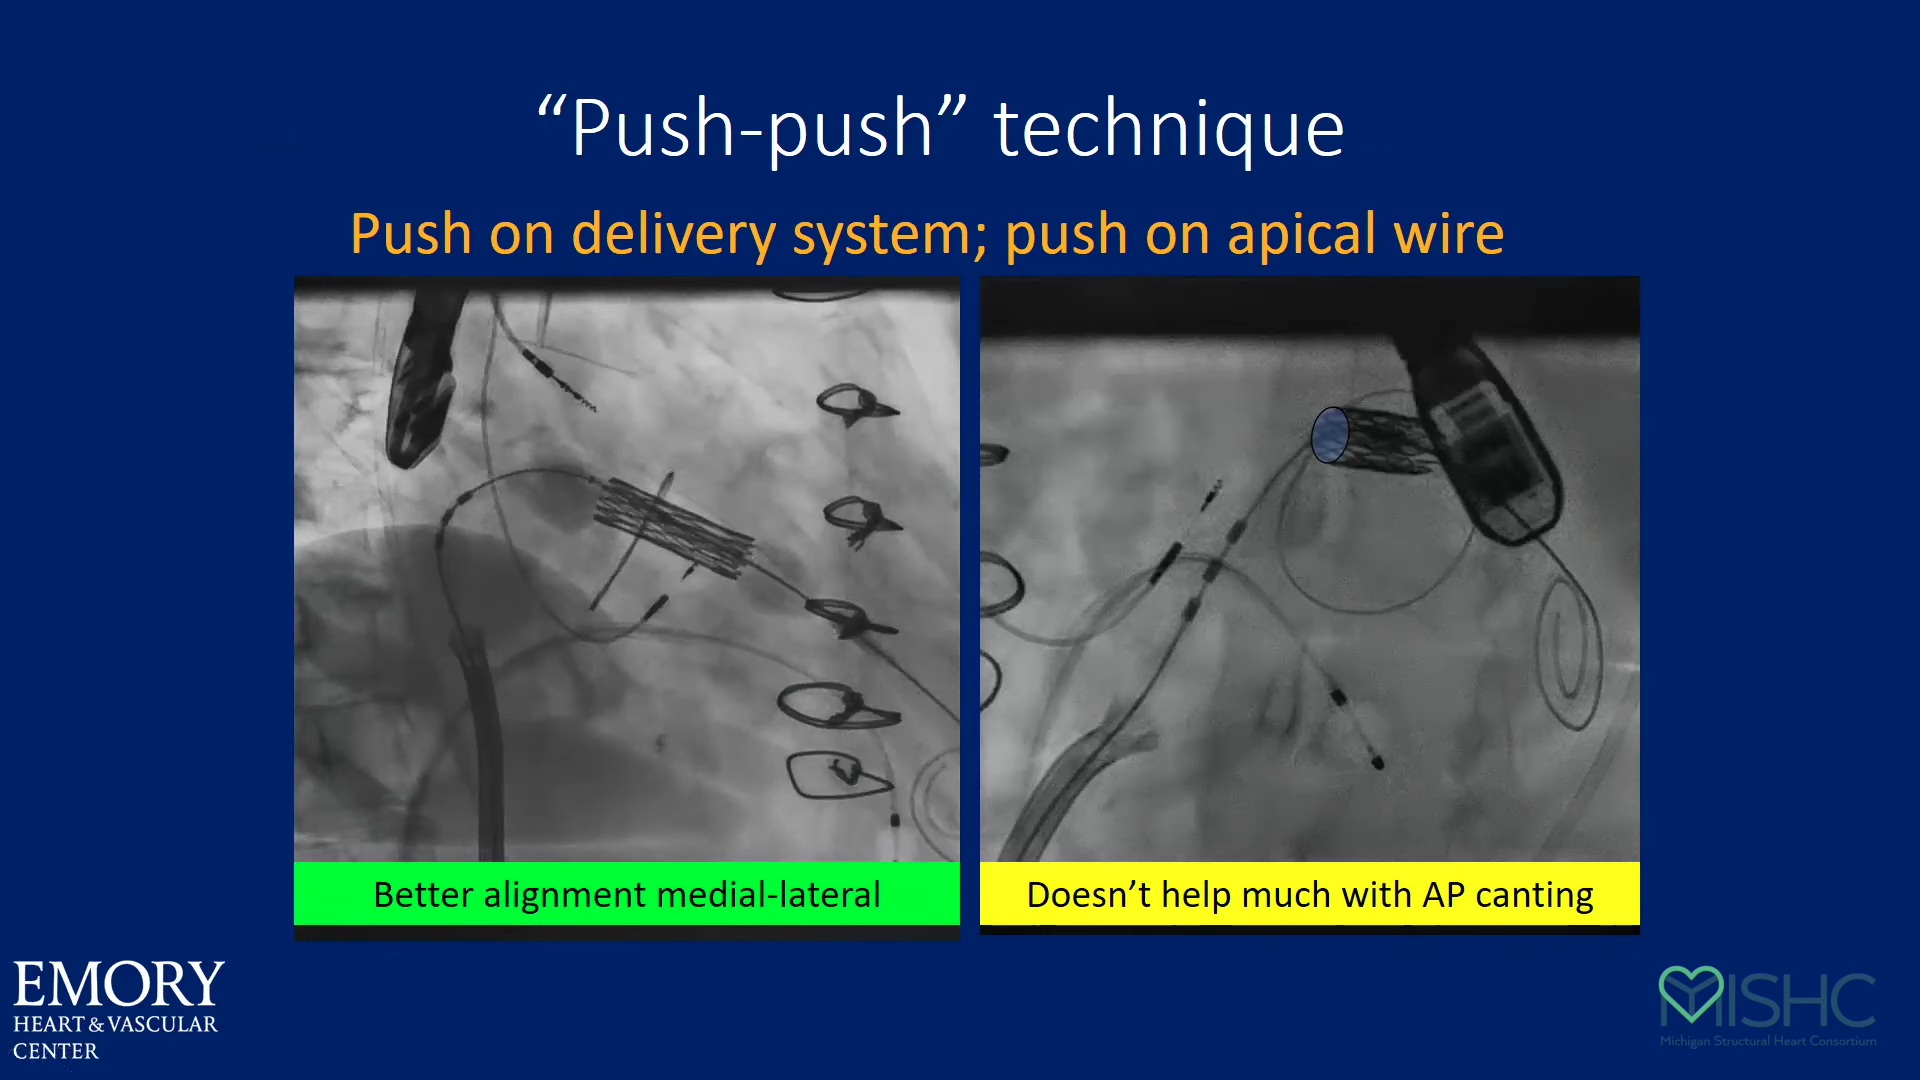 “Push-push” technique
Push on delivery system; push on apical wire
Better alignment medial-lateral
Doesn’t help much with AP canting
EMORY
HEART & VASCULAR
CENTER
MISHC
Michigan Structural Heart Consortium